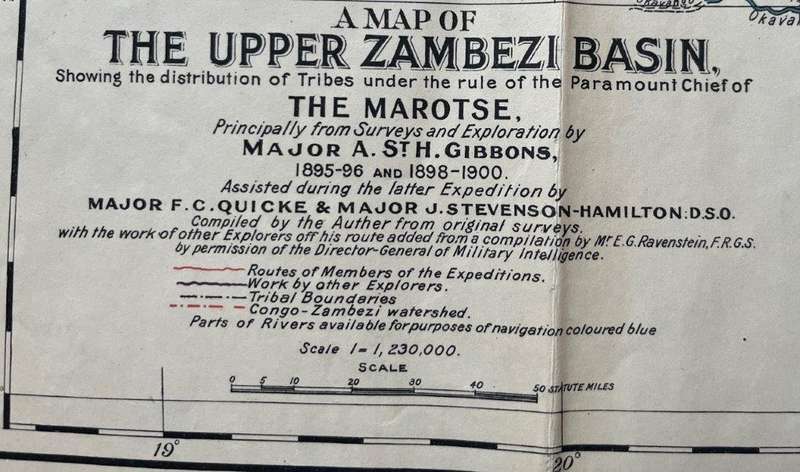 Okavango
Okavan
A MAP OF
THE UPPER ZAMBEZI BASIN,
Showing the distribution of Tribes under the rule of the Paramount Chief of
THE MAROTSE,
Principally from Surveys and Exploration by
MAJOR A. ST H. GIBBONS,
1895-96 AND 1898-1900.
Assisted during the latter Expedition by
MAJOR F.C. QUICKE & MAJOR J. STEVENSON-HAMILTON: D.S.O.
Compiled by the Auther from original surveys.
with the work of other Explorers off his route added from a compilation by Mr. E.G. Ravenstein, F.R.G.S.
by permission of the Director-General of Military Intelligence.
Routes of Members of the Expeditions.
Work by other Explorers.
Tribal Boundaries
Congo-Zambezi watershed.
Parts of Rivers available for purposes of navigation coloured blue
Scale 1=1,230,000.
SCALE
0 5 10 20 30 40 50 STATUTE MILES
19° 20°